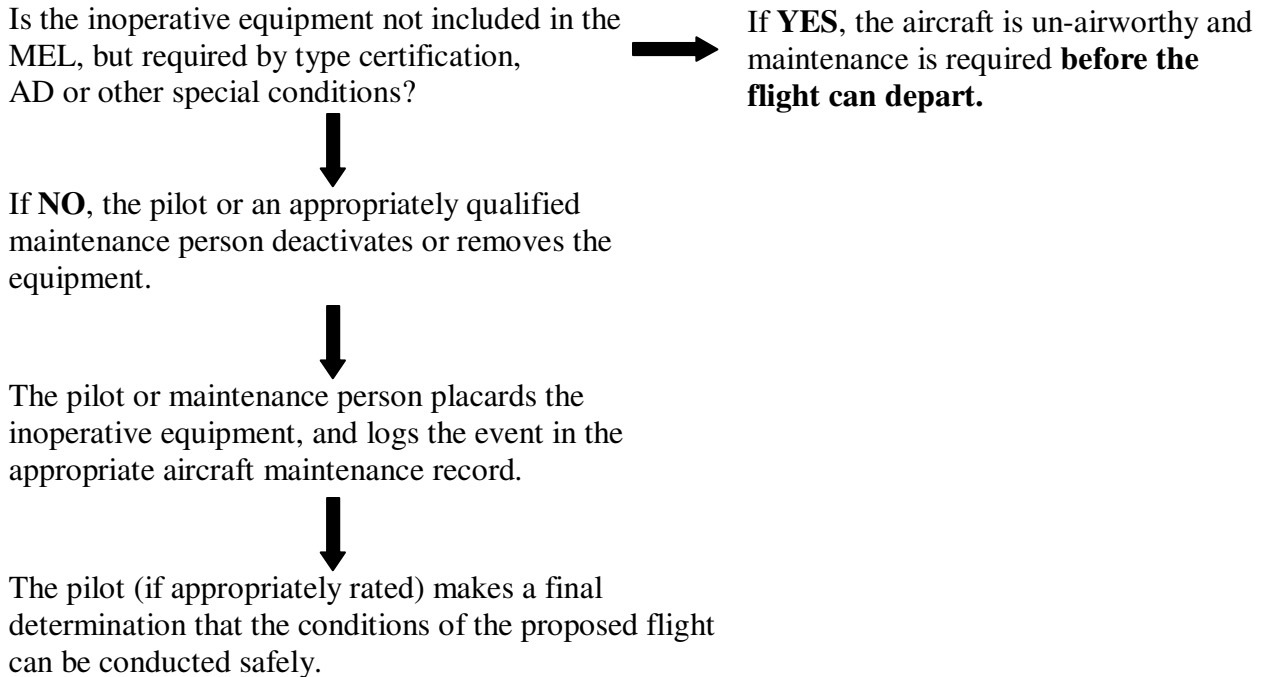 Is the inoperative equipment not included in the
MEL, but required by type certification,
AD or other special conditions?
If YES, the aircraft is un-airworthy and
maintenance is required before the
flight can depart.
If NO, the pilot or an appropriately qualified
maintenance person deactivates or removes the
equipment.
The pilot or maintenance person placards the
inoperative equipment, and logs the event in the
appropriate aircraft maintenance record.
The pilot (if appropriately rated) makes a final
determination that the conditions of the proposed flight
can be conducted safely.